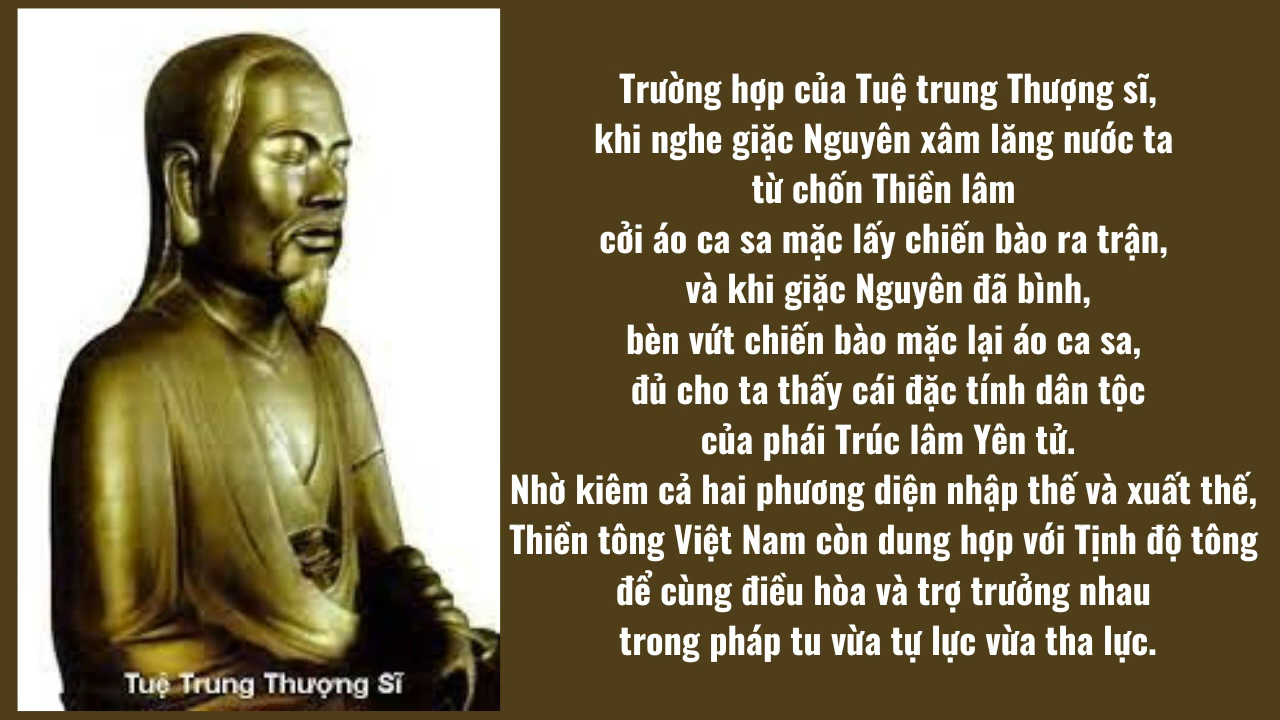 Trường hợp của Tuệ trung Thượng sĩ,
khi nghe giặc Nguyên xâm lăng nước ta
từ chốn Thiền lâm
cởi áo ca sa mặc lấy chiến bào ra trận,
và khi giặc Nguyên đã bình,
bèn vứt chiến bào mặc lại áo ca sa,
đủ cho ta thấy cái đặc tính dân tộc
của phái Trúc lâm Yên tử.
Nhờ kiêm cả hai phương diện nhập thế và xuất thế,
Thiền tông Việt Nam còn dung hợp với Tịnh độ tông
để cùng điều hòa và trợ trưởng nhau
trong pháp tu vừa tự lực vừa tha lực.
Tuệ Trung Thượng Sĩ